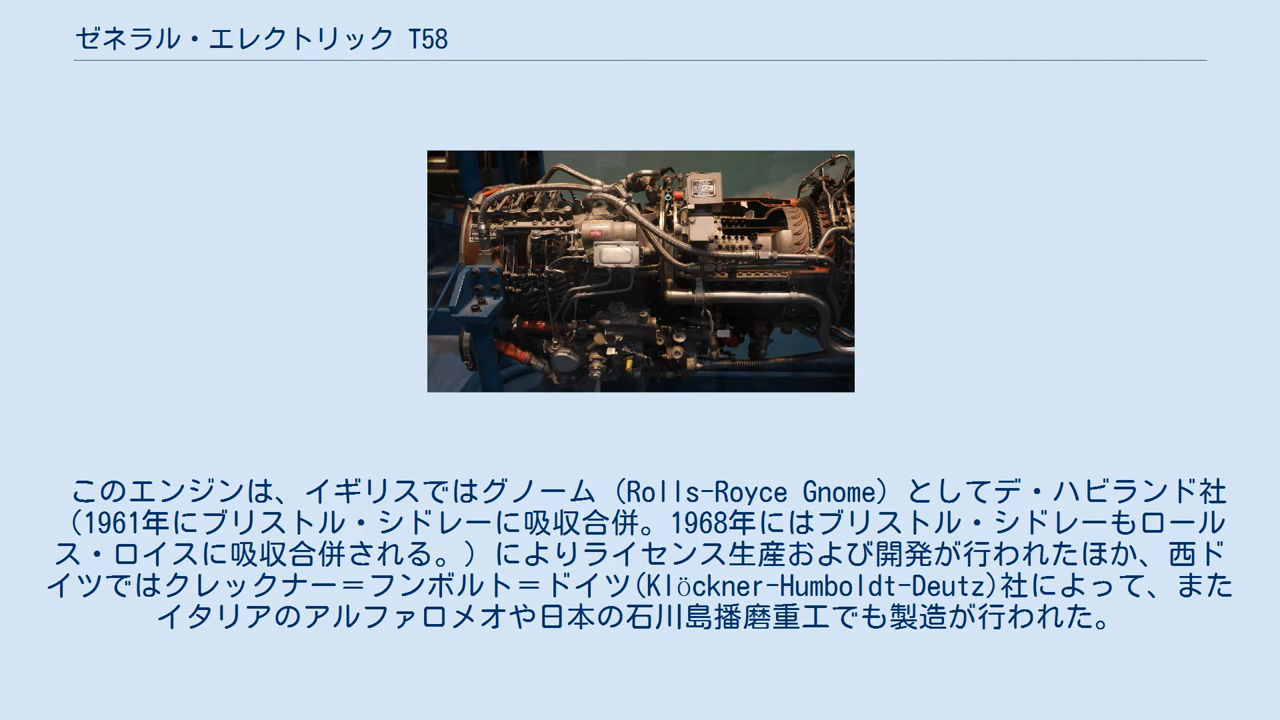 ゼネラル・エレクトリック T58
このエンジンは、イギリスではグノーム（Rolls-Royce Gnome）としてデ・ハビランド社
（1961年にブリストル・シドレーに吸収合併。1968年にはブリストル・シドレーもロール
ス・ロイスに吸収合併される。）によりライセンス生産および開発が行われたほか、西ド
イツではクレックナー＝フンボルト＝ドイツ(Klöckner-Humboldt-Deutz)社によって、また
イタリアのアルファロメオや日本の石川島播磨重工でも製造が行われた。